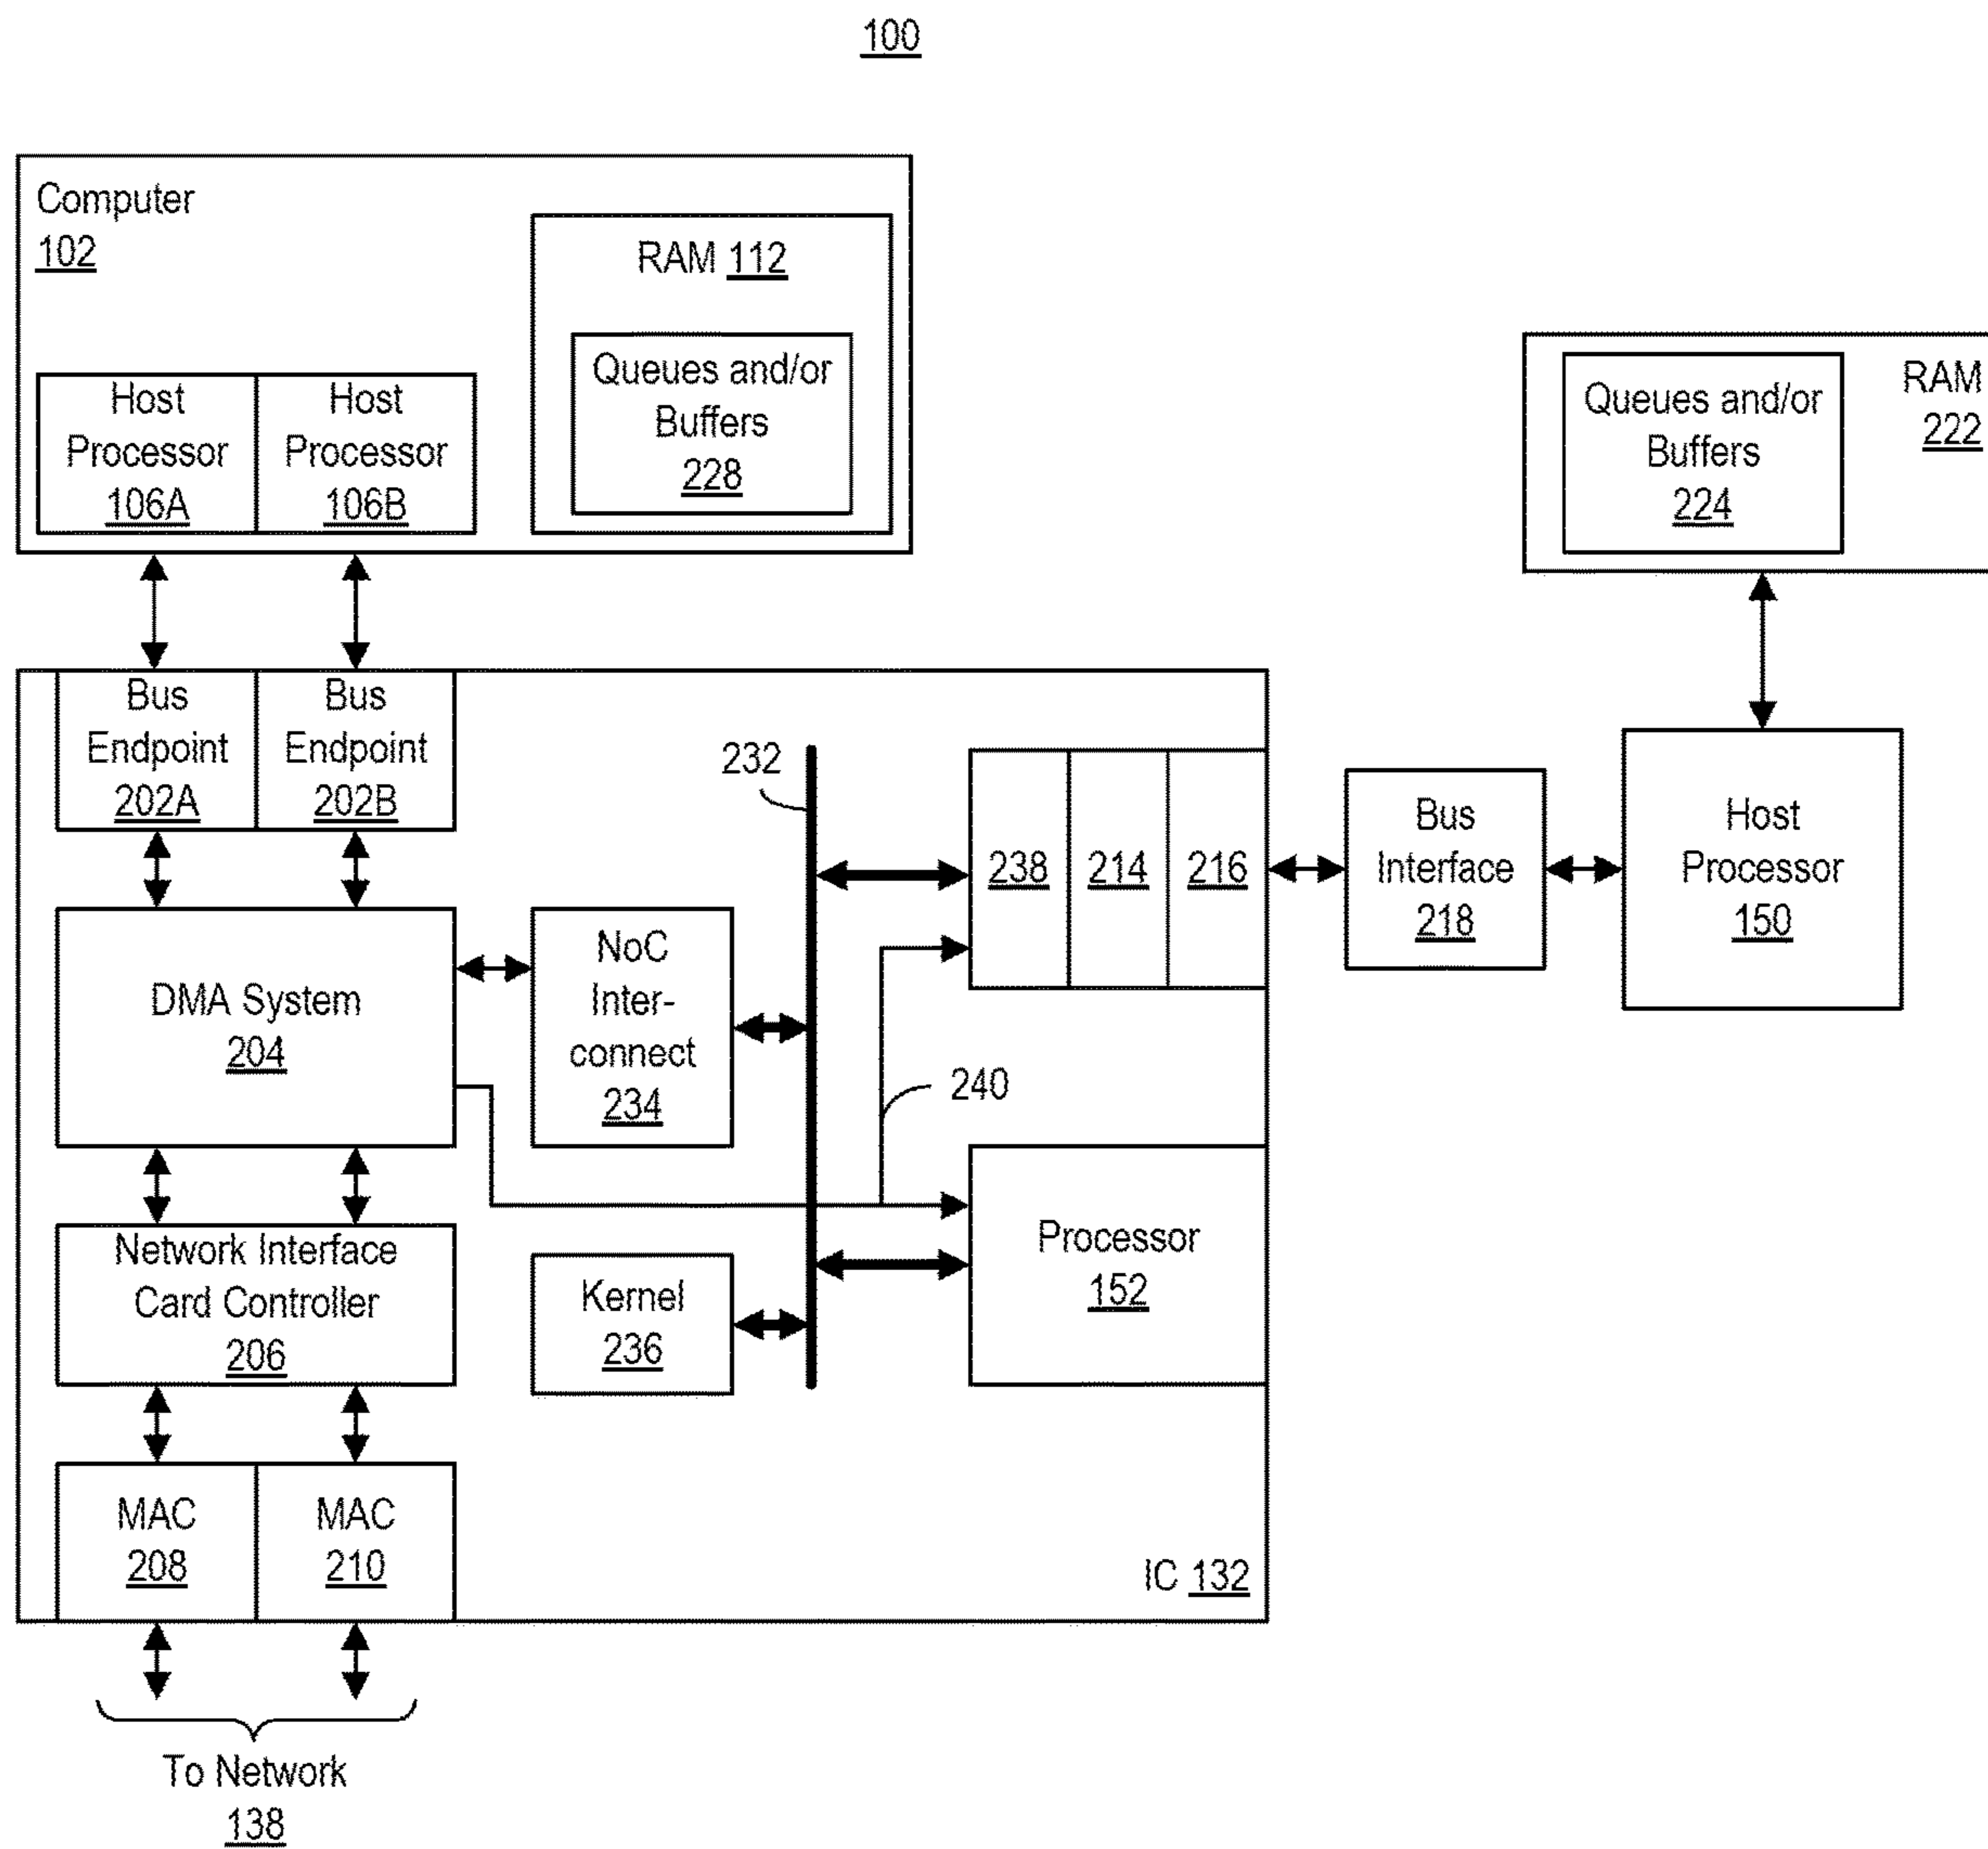 100
Computer
102
RAM 112
Queues and/or
Buffers
228
Host
Processor
106A
Host
Processor
106B
Queues and/or
Buffers
224
RAM
222
Bus
Endpoint
202A
Bus
Endpoint
202B
232
238
214
216
Bus
Interface
218
Host
Processor
150
DMA System
204
NoC
Inter-
connect
234
240
Network Interface
Card Controller
206
Kernel
236
Processor
152
MAC
208
MAC
210
IC 132
To Network
138